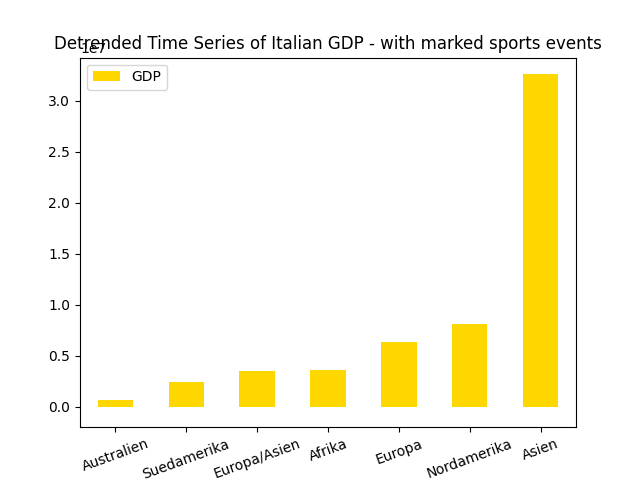 Detrended Time Series of Italian GDP - with marked sports events
1e7
GDP
3.0
2.5
2.0
1.5
1.0
0.5
0.0
Australien
Suedamerika
Europa/Asien
Afrika
Europa
Nordamerika
Asien